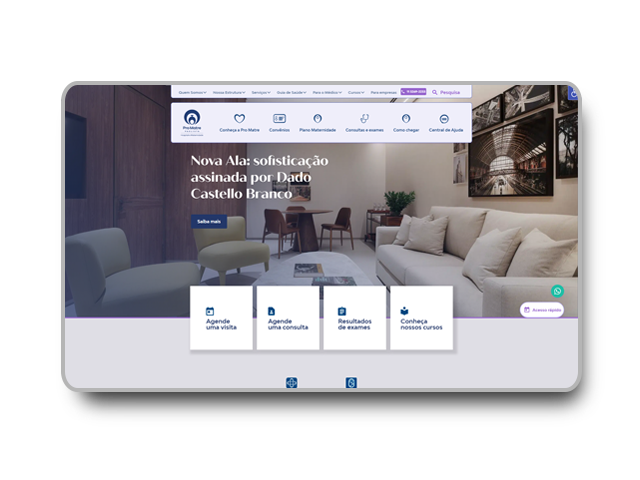 Quem Somos
Nossa Estrutura
Serviços
Guia de Saúde
Para o Médico
Cursos
Para empresas
Pesquisa
Pro Matre
Conheça a Pro Matre
Convênios
Plano Maternidade
Consultas e exames
Como chegar
Central de Ajuda
Nova Ala: sofisticação
assinada por Dado
Castello Branco
Saiba mais
Acesso rápido
Agende
uma visita
Agende
uma consulta
Resultados
de exames
Conheça
nossos cursos